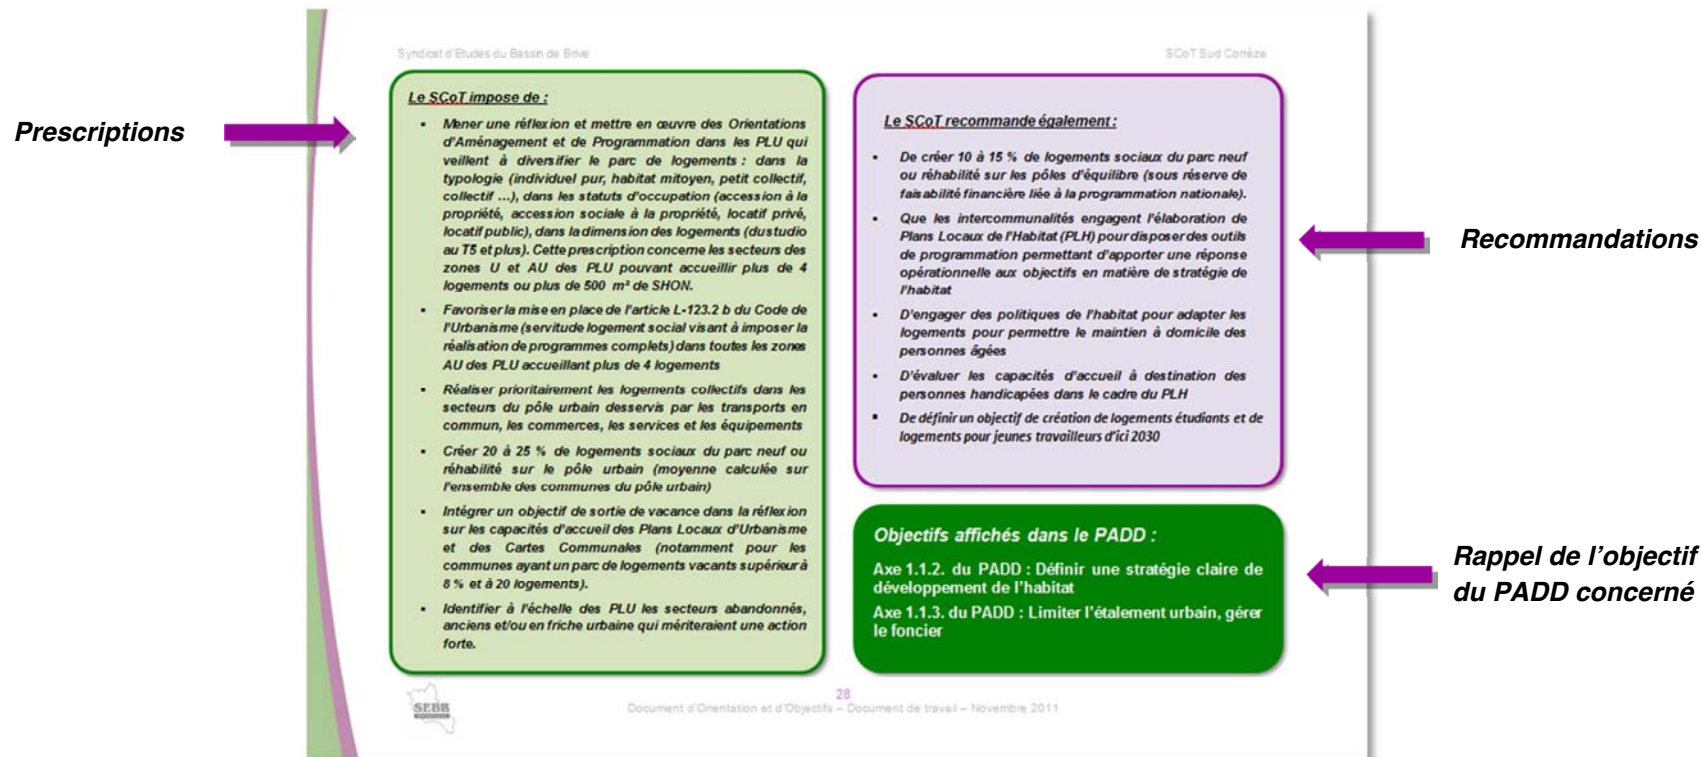 Syndicat d'Etudes du Bassin de Brive
SCoT Sud Corrèze
Prescriptions
Le SCoT impose de :
▪ Mener une réflexion et mettre en œuvre des Orientations
d'Aménagement et de Programmation dans les PLU qui
veillent à diversifier le parc de logements : dans la
typologie (individuel pur, habitat mitoyen, petit collectif,
collectif …), dans les statuts d'occupation (accession à la
propriété, accession sociale à la propriété, locatif privé,
locatif public), dans la dimension des logements (du studio
au T5 et plus). Cette prescription concerne les secteurs des
zones U et AU des PLU pouvant accueillir plus de 4
logements ou plus de 500 m² de SHON.
▪ Favoriser la mise en place de l'article L-123.2 b du Code de
l'Urbanisme (servitude logement social visant à imposer la
réalisation de programmes complets) dans toutes les zones
AU des PLU accueillant plus de 4 logements
▪ Réaliser prioritairement les logements collectifs dans les
secteurs du pôle urbain desservis par les transports en
commun, les commerces, les services et les équipements
▪ Créer 20 à 25 % de logements sociaux du parc neuf ou
réhabilité sur le pôle urbain (moyenne calculée sur
l'ensemble des communes du pôle urbain)
▪ Intégrer un objectif de sortie de vacance dans la réflexion
sur les capacités d'accueil des Plans Locaux d'Urbanisme
et des Cartes Communales (notamment pour les
communes ayant un parc de logements vacants supérieur à
8 % et à 20 logements).
▪ Identifier à l'échelle des PLU les secteurs abandonnés,
anciens et/ou en friche urbaine qui mériteraient une action
forte.
Le SCoT recommande également :
▪ De créer 10 à 15 % de logements sociaux du parc neuf
ou réhabilité sur les pôles d'équilibre (sous réserve de
faisabilité financière liée à la programmation nationale).
▪ Que les intercommunalités engagent l'élaboration de
Plans Locaux de l'Habitat (PLH) pour disposer des outils
de programmation permettant d'apporter une réponse
opérationnelle aux objectifs en matière de stratégie de
l'habitat
▪ D'engager des politiques de l'habitat pour adapter les
logements pour permettre le maintien à domicile des
personnes âgées
▪ D'évaluer les capacités d'accueil à destination des
personnes handicapées dans le cadre du PLH
▪ De définir un objectif de création de logements étudiants et de
logements pour jeunes travailleurs d'ici 2030
Recommandations
Objectifs affichés dans le PADD :
Axe 1.1.2. du PADD : Définir une stratégie claire de
développement de l'habitat
Axe 1.1.3. du PADD : Limiter l'étalement urbain, gérer
le foncier
Rappel de l'objectif
du PADD concerné
SEBB
28
Document d'Orientation et d'Objectifs – Document de travail – Novembre 2011